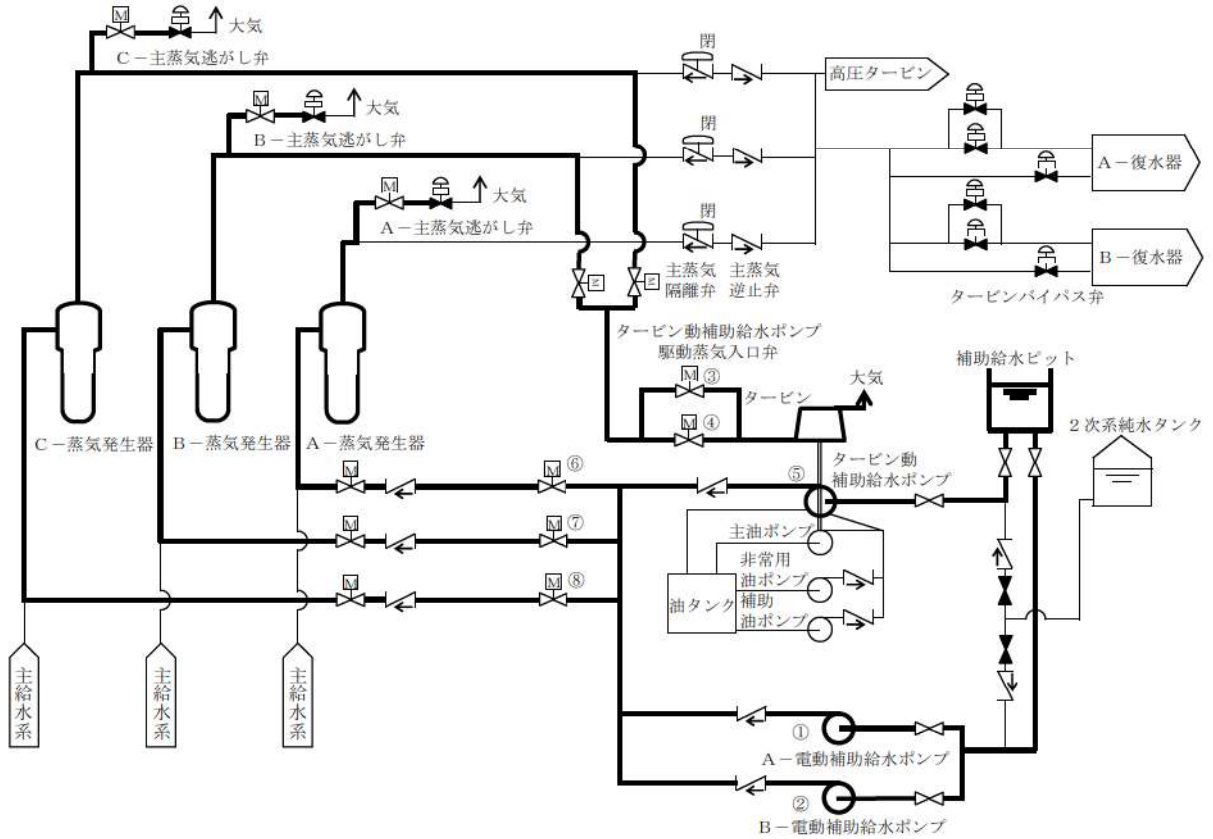 M
大気
C－主蒸気逃がし弁
M
大気
B－主蒸気逃がし弁
M
大気
A－主蒸気逃がし弁
閉
閉
閉
高圧タービン
A－復水器
B－復水器
主蒸気
隔離弁
主蒸気
逆止弁
タービンバイパス弁
M
M
タービン動補助給水ポンプ
駆動蒸気入口弁
M
③
M
④
タービン
大気
補助給水ピット
2次系純水タンク
C－蒸気発生器
B－蒸気発生器
A－蒸気発生器
M
M
⑥
M
M
⑦
M
M
⑧
⑤
タービン動
補助給水ポンプ
主油ポンプ
非常用
油ポンプ
補助
油ポンプ
油タンク
主給水系
主給水系
主給水系
①
A－電動補助給水ポンプ
②
B－電動補助給水ポンプ